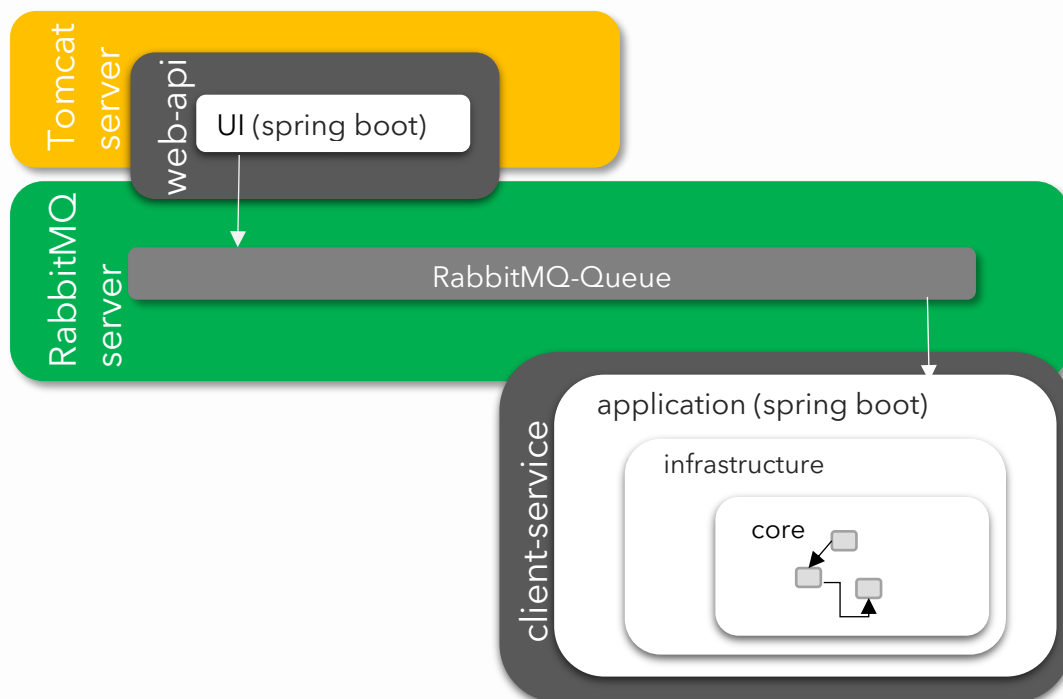 Tomcat
server
web-api
UI (spring boot)
RabbitMQ
server
RabbitMQ-Queue
client-service
application (spring boot)
infrastructure
core